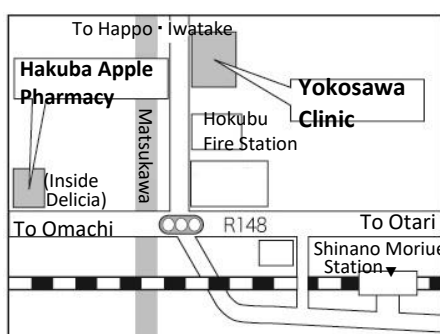 To Happo・Iwatake
Hakuba Apple
Pharmacy
Yokosawa
Clinic
Matsukawa
Hokubu
Fire Station
(Inside
Delicia)
To Omachi
R148
To Otari
Shinano Moriue
Station